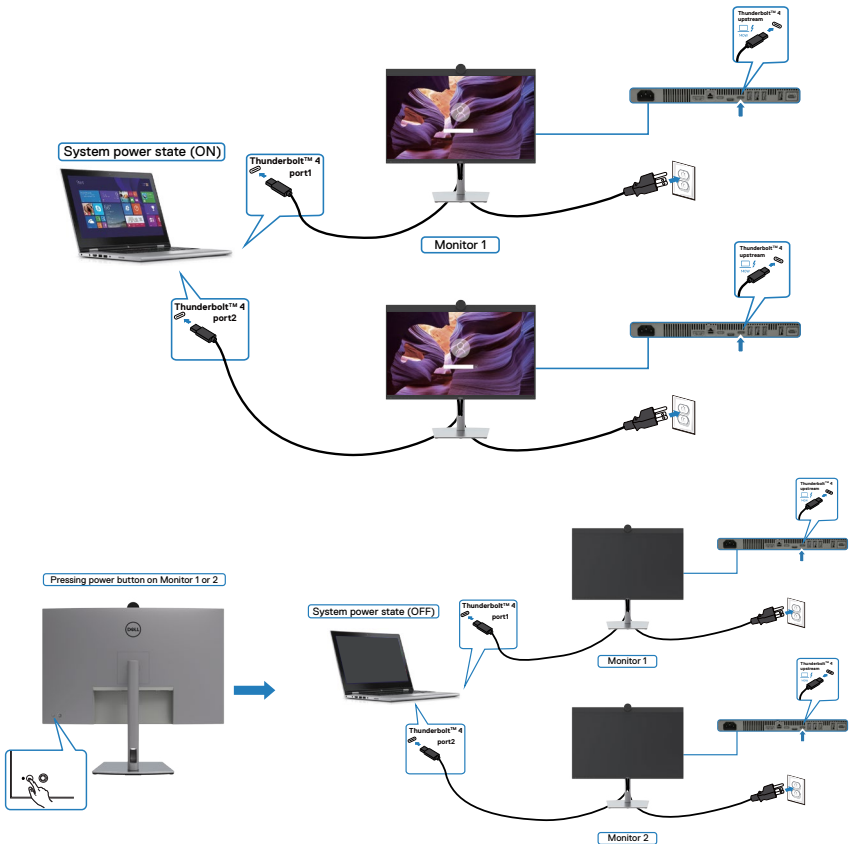 Thunderbolt™ 4
upstream
System power state (ON)
Thunderbolt™ 4
port1
Monitor 1
Thunderbolt™ 4
upstream
Thunderbolt™ 4
port2
Thunderbolt™ 4
upstream
Pressing power button on Monitor 1 or 2
DELL
System power state (OFF)
Thunderbolt™ 4
port1
Monitor 1
Thunderbolt™ 4
upstream
Thunderbolt™ 4
port2
Monitor 2